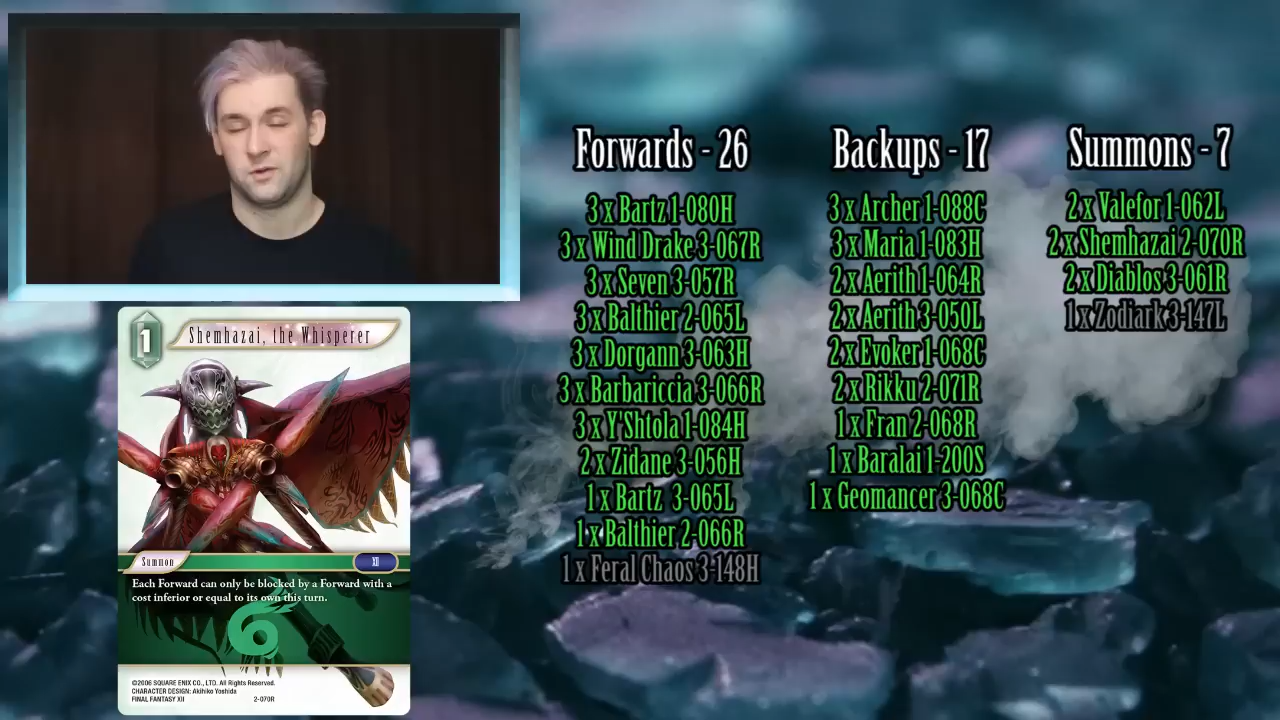 Forwards - 26
3 x Bartz 1-080H
3 x Wind Drake 3-067R
3 x Seven 3-057R
3 x Balthier 2-065L
3 x Dorgann 3-063H
3 x Barbariccia 3-066R
3 x Y'Shtola 1-084H
2 x Zidane 3-056H
1 x Bartz 3-065L
1 x Balthier 2-066R
1 x Feral Chaos 3-148H
Backups - 17
3 x Archer 1-088C
3 x Maria 1-083H
2 x Aerith 1-064R
2 x Aerith 3-050L
2 x Evoker 1-068C
2 x Rikku 2-071R
1 x Fran 2-068R
1 x Baralai 1-200S
1 x Geomancer 3-068C
Summons - 7
2 x Valefor 1-062L
2 x Shemhazai 2-070R
2 x Diablos 3-061R
1 x Zodiark 3-147L
1
Shemhazai, the Whisperer
Summon
XII
Each Forward can only be blocked by a Forward with a
cost inferior or equal to its own this turn.
©2006 SQUARE ENIX CO., LTD. All Rights Reserved.
CHARACTER DESIGN: Akihiko Yoshida
FINAL FANTASY XII 2-070R